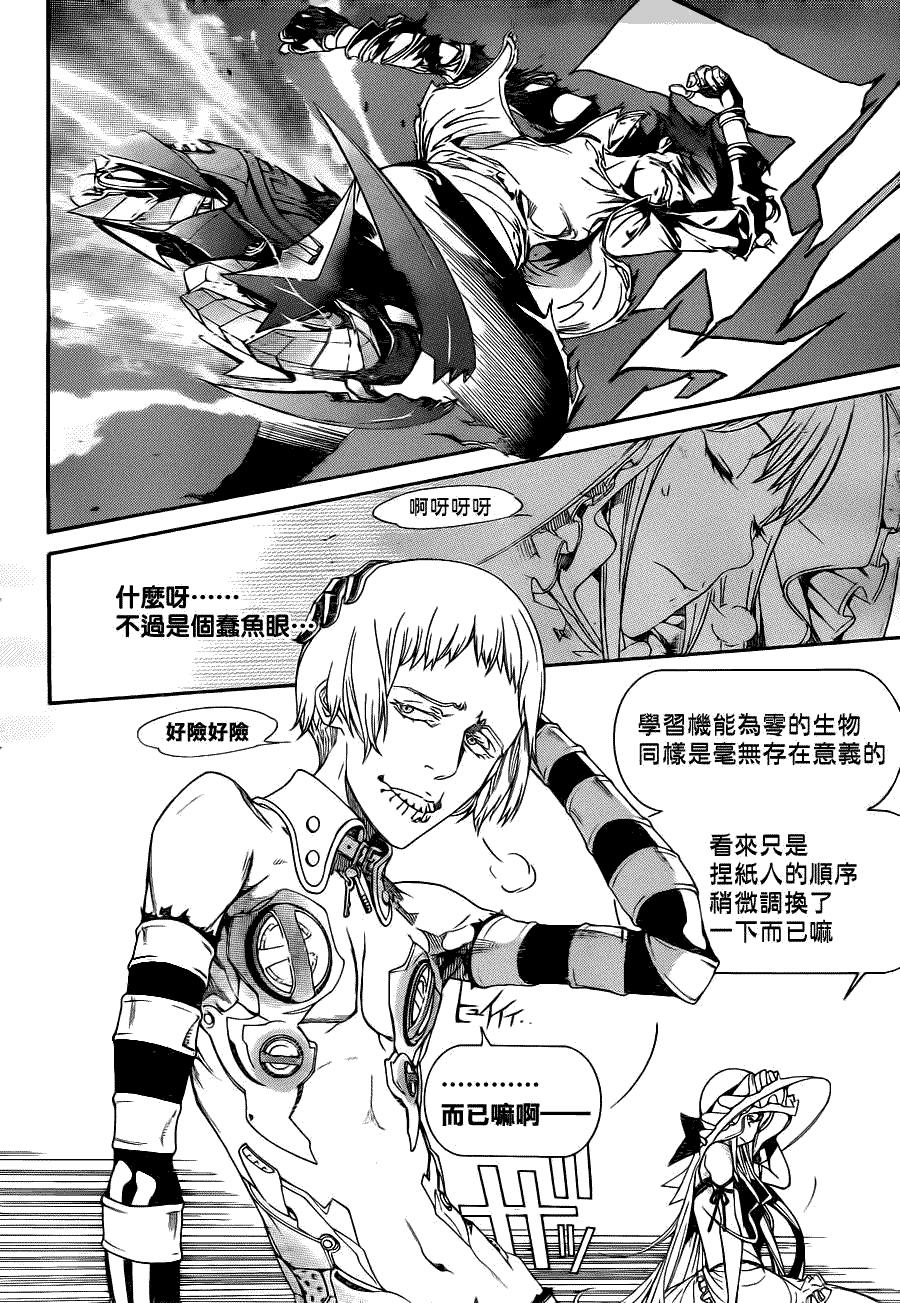 啊呀呀呀
什麼呀……
不過是個蠢魚眼…
好險好險
學習機能為零的生物
同樣是毫無存在意義的
看來只是
捏紙人的順序
稍微調換了
一下而已嘛
…………
而已嘛啊——